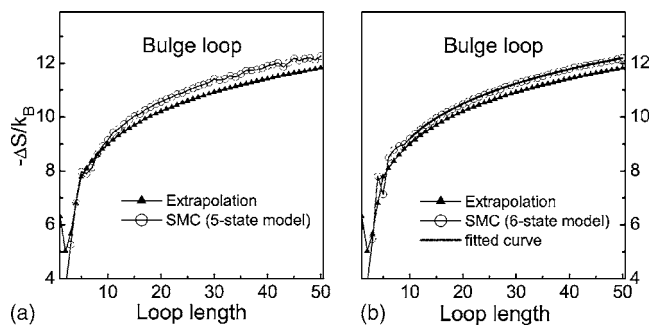 12
10
8
6
4
-ΔS/k_B
Bulge loop
Extrapolation
SMC (5-state model)
10 20 30 40 50
Loop length
(a)
Bulge loop
Extrapolation
SMC (6-state model)
fitted curve
12
10
8
6
4
10 20 30 40 50
Loop length
(b)